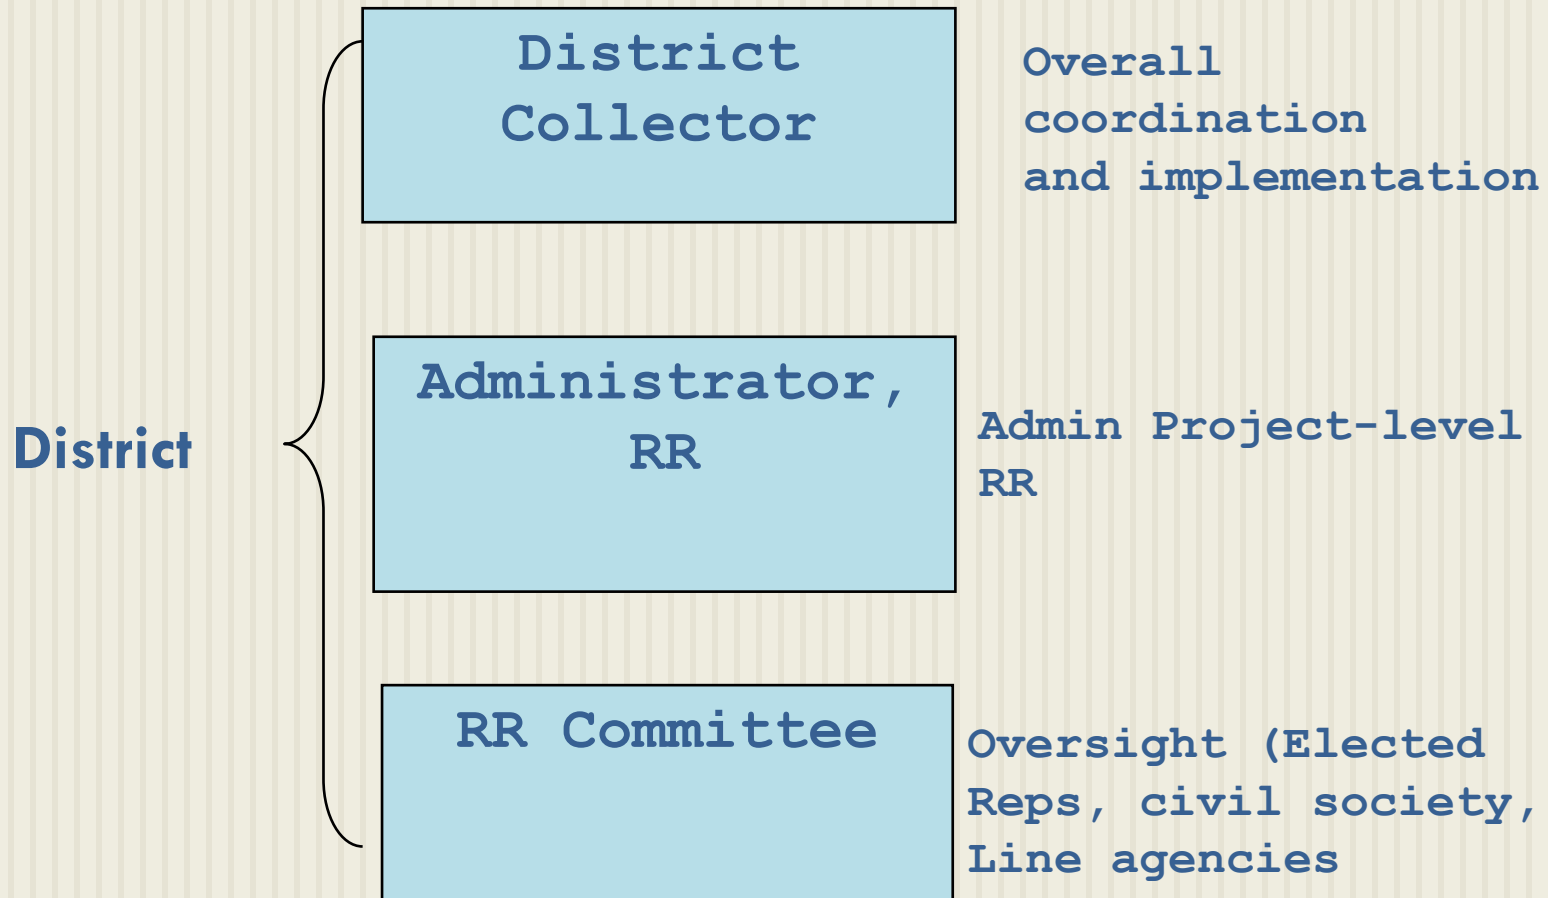 District
Collector
Overall
coordination
and implementation
District
Administrator,
RR
Admin Project-level
RR
RR Committee
Oversight (Elected
Reps, civil society,
Line agencies